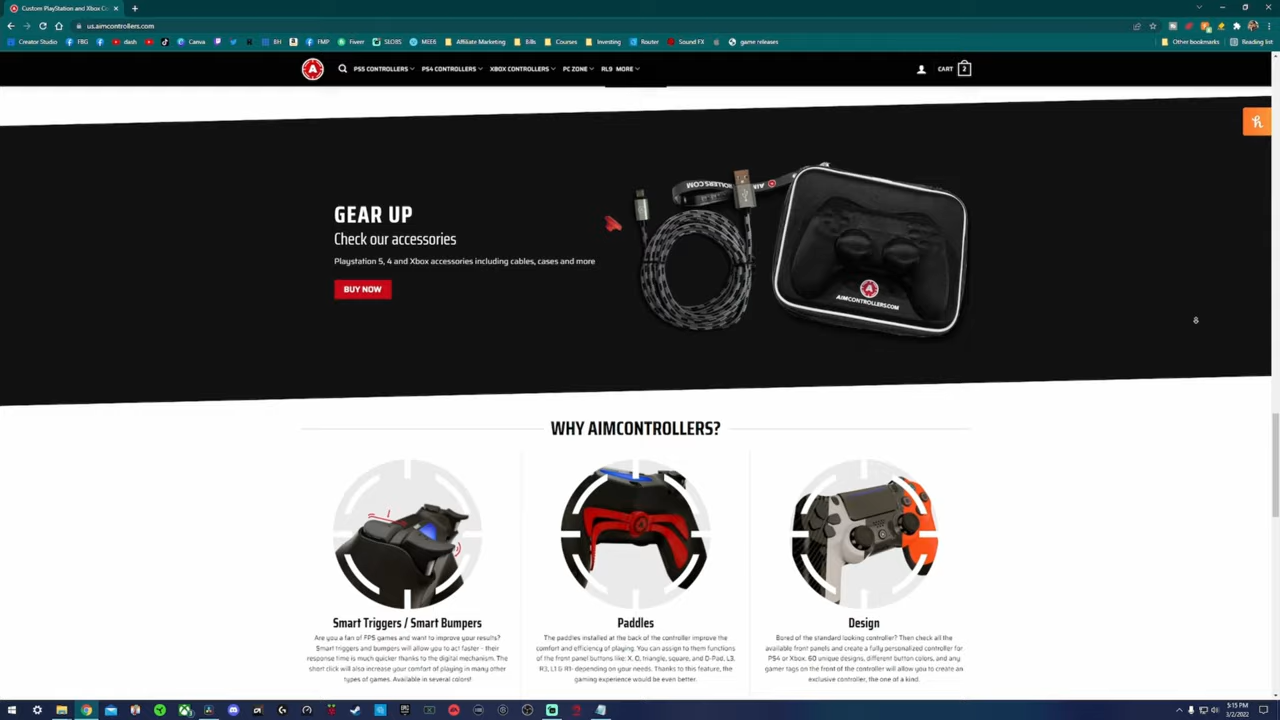 Custom PlayStation and Xbox Co
us.aimcontrollers.com
Creator Studio
FBG
dash
Canva
BH
FMP
Fiverr
SLOBS
MEE6
Affiliate Marketing
Bills
Courses
Investing
Router
Sound FX
game releases
Other bookmarks
Reading list
PS5 CONTROLLERS
PS4 CONTROLLERS
XBOX CONTROLLERS
PC ZONE
RL9
MORE
CART
2
GEAR UP
Check our accessories
Playstation 5, 4 and Xbox accessories including cables, cases and more
BUY NOW
AIMCONTROLLERS.COM
WHY AIMCONTROLLERS?
Smart Triggers / Smart Bumpers
Are you a fan of FPS games and want to improve your results?
Smart triggers and bumpers will allow you to act faster - their
response time is much quicker thanks to the digital mechanism. The
short click will also increase your comfort of playing in many other
types of games. Available in several colors!
Paddles
The paddles installed at the back of the controller improve the
comfort and efficiency of playing. You can assign to them functions
of the front panel buttons like: X, O, triangle, square, and D-Pad, L3,
R3, L1 & R1- depending on your needs. Thanks to this feature, the
gaming experience would be even better.
Design
Bored of the standard looking controller? Then check all the
available front panels and create a fully personalized controller for
PS4 or Xbox. 60 unique designs, different button colors, and any
gamer tags on the front of the controller will allow you to create an
exclusive controller, the one of a kind.
5:15 PM
3/2/2022